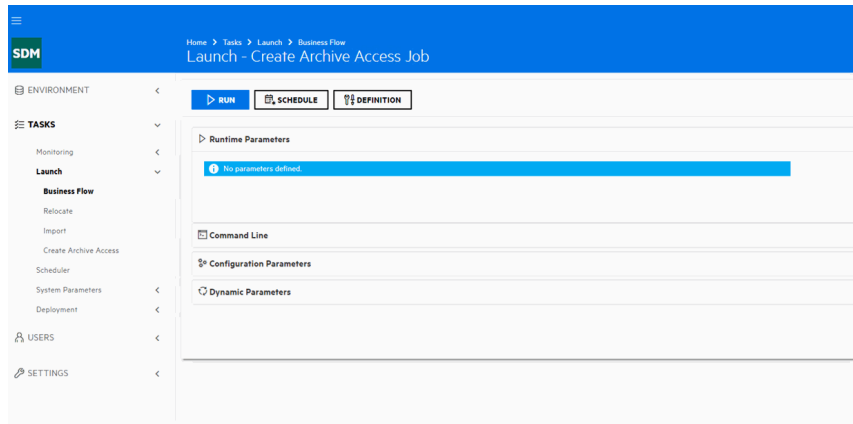 SDM
Home > Tasks > Launch > Business Flow
Launch - Create Archive Access Job
ENVIRONMENT
TASKS
Monitoring
Launch
Business Flow
Relocate
Import
Create Archive Access
Scheduler
System Parameters
Deployment
USERS
SETTINGS
RUN SCHEDULE DEFINITION
Runtime Parameters
No parameters defined.
Command Line
Configuration Parameters
Dynamic Parameters